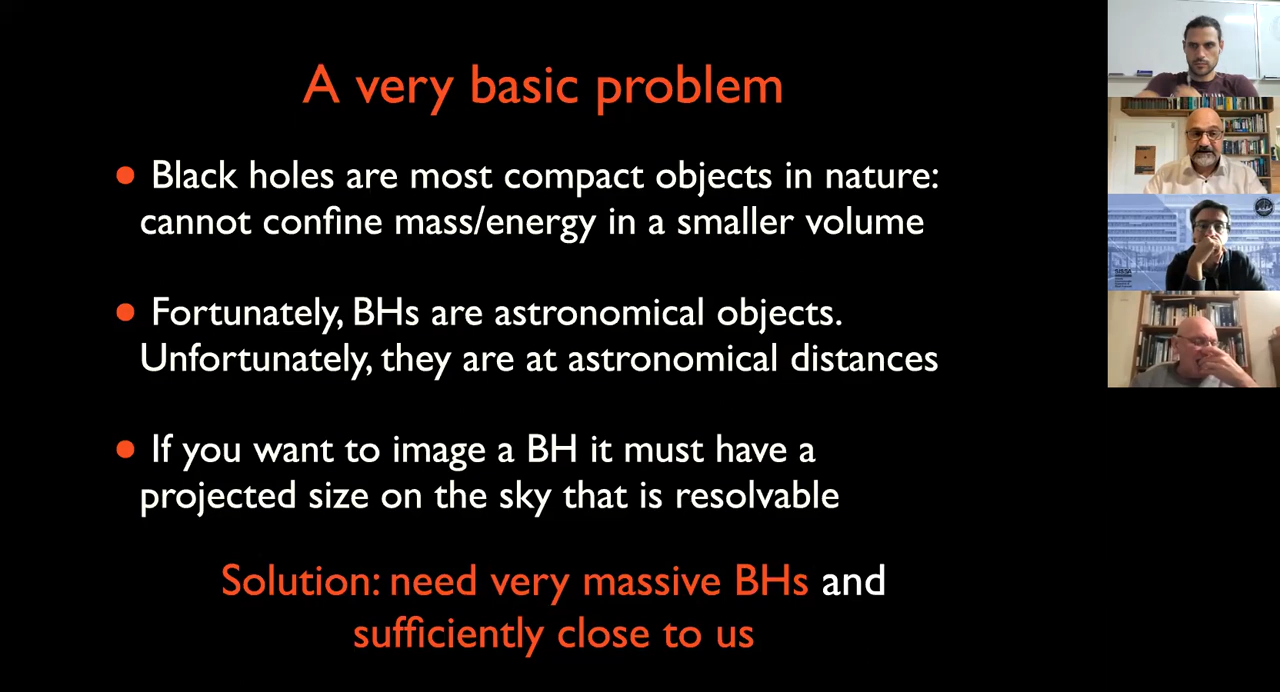 A very basic problem
● Black holes are most compact objects in nature:
cannot confine mass/energy in a smaller volume
● Fortunately, BHs are astronomical objects.
Unfortunately, they are at astronomical distances
● If you want to image a BH it must have a
projected size on the sky that is resolvable
Solution: need very massive BHs and
sufficiently close to us